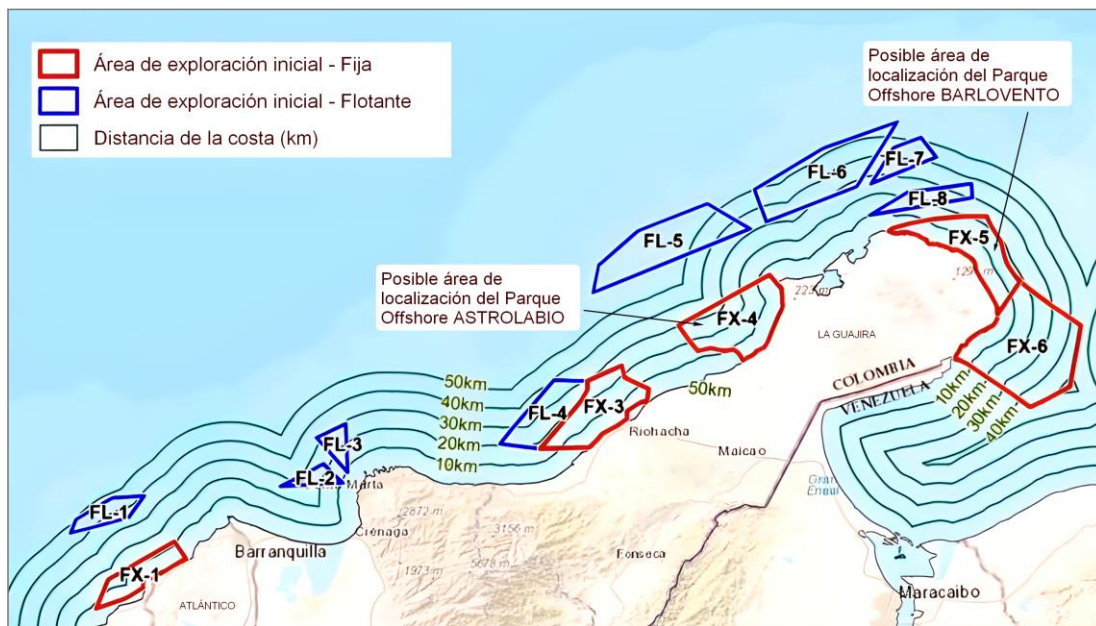 Área de exploración inicial - Fija
Área de exploración inicial - Flotante
Distancia de la costa (km)
Posible área de
localización del Parque
Offshore BARLOVENTO
FL-6
FL-7
FL-8
FL-5
FX-5
Posible área de
localización del Parque
Offshore ASTROLABIO
FX-4
LA GUAJIRA
FX-6
COLOMBIA
VENEZUELA
50km
40km
30km
20km
10km
50km
10km
20km
30km
40km
FL-4
FX-3
Riohacha
Maicao
FL-3
FL-2
Marta
FL-1
FX-1
Barranquilla
Ciénaga
2872 m
3156 m
1973 m
5678 m
Fonseca
ATLÁNTICO
Maracaibo